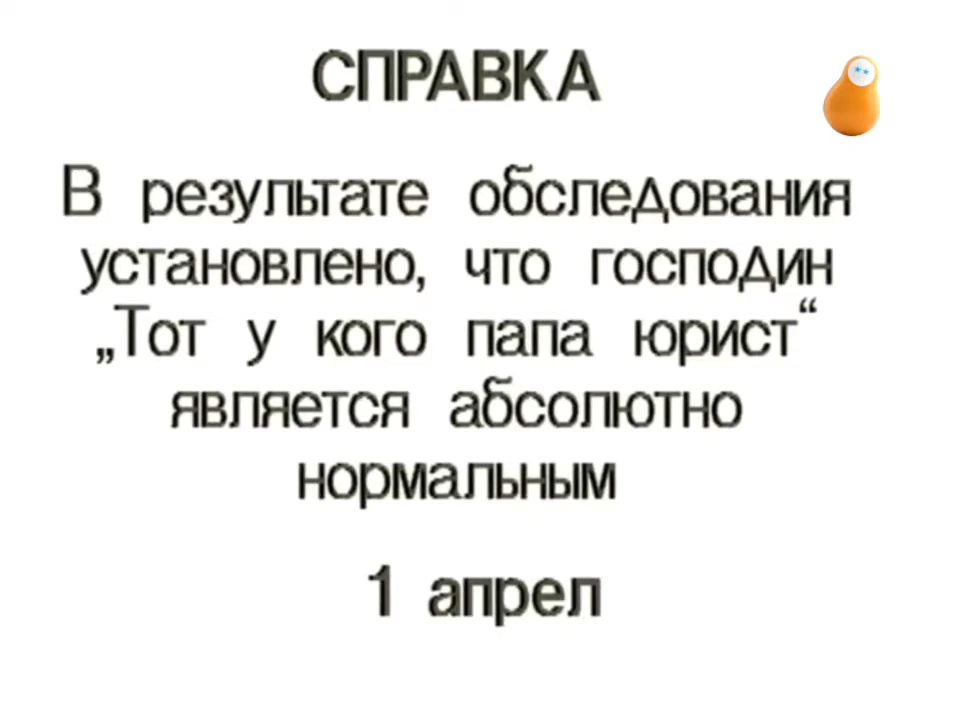 СПРАВКА
В результате обследования
установлено, что господин
„Тот у кого папа юрист“
является абсолютно
нормальным
1 апрел